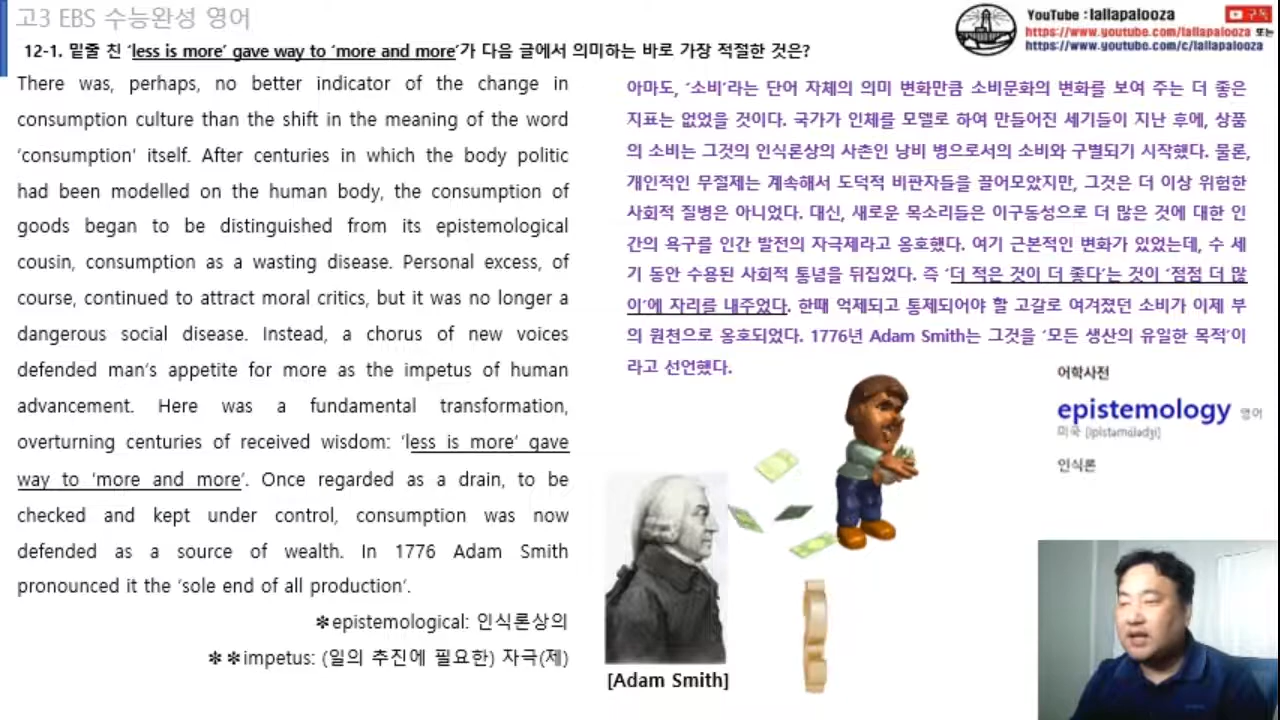 고3 EBS 수능완성 영어
YouTube : lallapalooza
구독
https://www.youtube.com/lallapalooza 또는
https://www.youtube.com/c/lallapalooza
12-1. 밑줄 친 ‘less is more’ gave way to ‘more and more’가 다음 글에서 의미하는 바로 가장 적절한 것은?
There was, perhaps, no better indicator of the change in
consumption culture than the shift in the meaning of the word
‘consumption’ itself. After centuries in which the body politic
had been modelled on the human body, the consumption of
goods began to be distinguished from its epistemological
cousin, consumption as a wasting disease. Personal excess, of
course, continued to attract moral critics, but it was no longer a
dangerous social disease. Instead, a chorus of new voices
defended man’s appetite for more as the impetus of human
advancement. Here was a fundamental transformation,
overturning centuries of received wisdom: ‘less is more’ gave
way to ‘more and more’. Once regarded as a drain, to be
checked and kept under control, consumption was now
defended as a source of wealth. In 1776 Adam Smith
pronounced it the ‘sole end of all production’.
＊epistemological: 인식론상의
＊＊impetus: (일의 추진에 필요한) 자극(제)
아마도, ‘소비’라는 단어 자체의 의미 변화만큼 소비문화의 변화를 보여 주는 더 좋은
지표는 없었을 것이다. 국가가 인체를 모델로 하여 만들어진 세기들이 지난 후에, 상품
의 소비는 그것의 인식론상의 사촌인 낭비 병으로서의 소비와 구별되기 시작했다. 물론,
개인적인 무절제는 계속해서 도덕적 비판자들을 끌어모았지만, 그것은 더 이상 위험한
사회적 질병은 아니었다. 대신, 새로운 목소리들은 이구동성으로 더 많은 것에 대한 인
간의 욕구를 인간 발전의 자극제라고 옹호했다. 여기 근본적인 변화가 있었는데, 수 세
기 동안 수용된 사회적 통념을 뒤집었다. 즉 ‘더 적은 것이 더 좋다’는 것이 ‘점점 더 많
이’에 자리를 내주었다. 한때 억제되고 통제되어야 할 고갈로 여겨졌던 소비가 이제 부
의 원천으로 옹호되었다. 1776년 Adam Smith는 그것을 ‘모든 생산의 유일한 목적’이
라고 선언했다.
어학사전
epistemology 영어
미국 [ipìstəmɑ́lədʒi]
인식론
[Adam Smith]